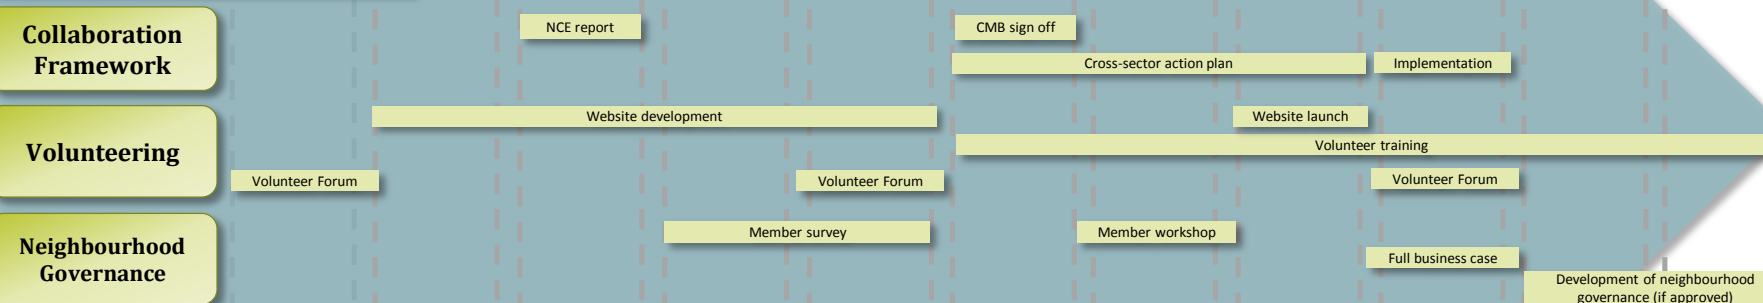 Collaboration
Framework
NCE report
CMB sign off
Cross-sector action plan
Implementation
Volunteering
Website development
Website launch
Volunteer training
Volunteer Forum
Volunteer Forum
Volunteer Forum
Neighbourhood
Governance
Member survey
Member workshop
Full business case
Development of neighbourhood
governance (if approved)